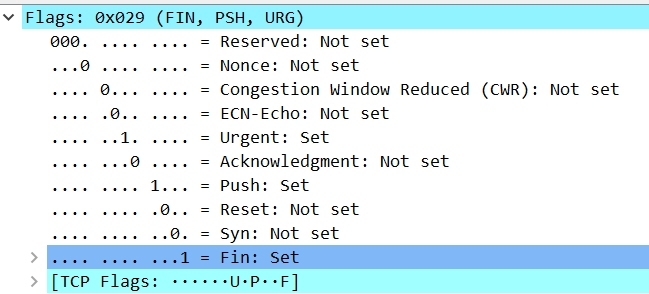 Flags: 0x029 (FIN, PSH, URG)
000. .... .... = Reserved: Not set
...0 .... .... = Nonce: Not set
.... 0... .... = Congestion Window Reduced (CWR): Not set
.... .0.. .... = ECN-Echo: Not set
.... ..1. .... = Urgent: Set
.... ...0 .... = Acknowledgment: Not set
.... .... 1... = Push: Set
.... .... .0.. = Reset: Not set
.... .... ..0. = Syn: Not set
.... .... ...1 = Fin: Set
[TCP Flags: ······U·P··F]